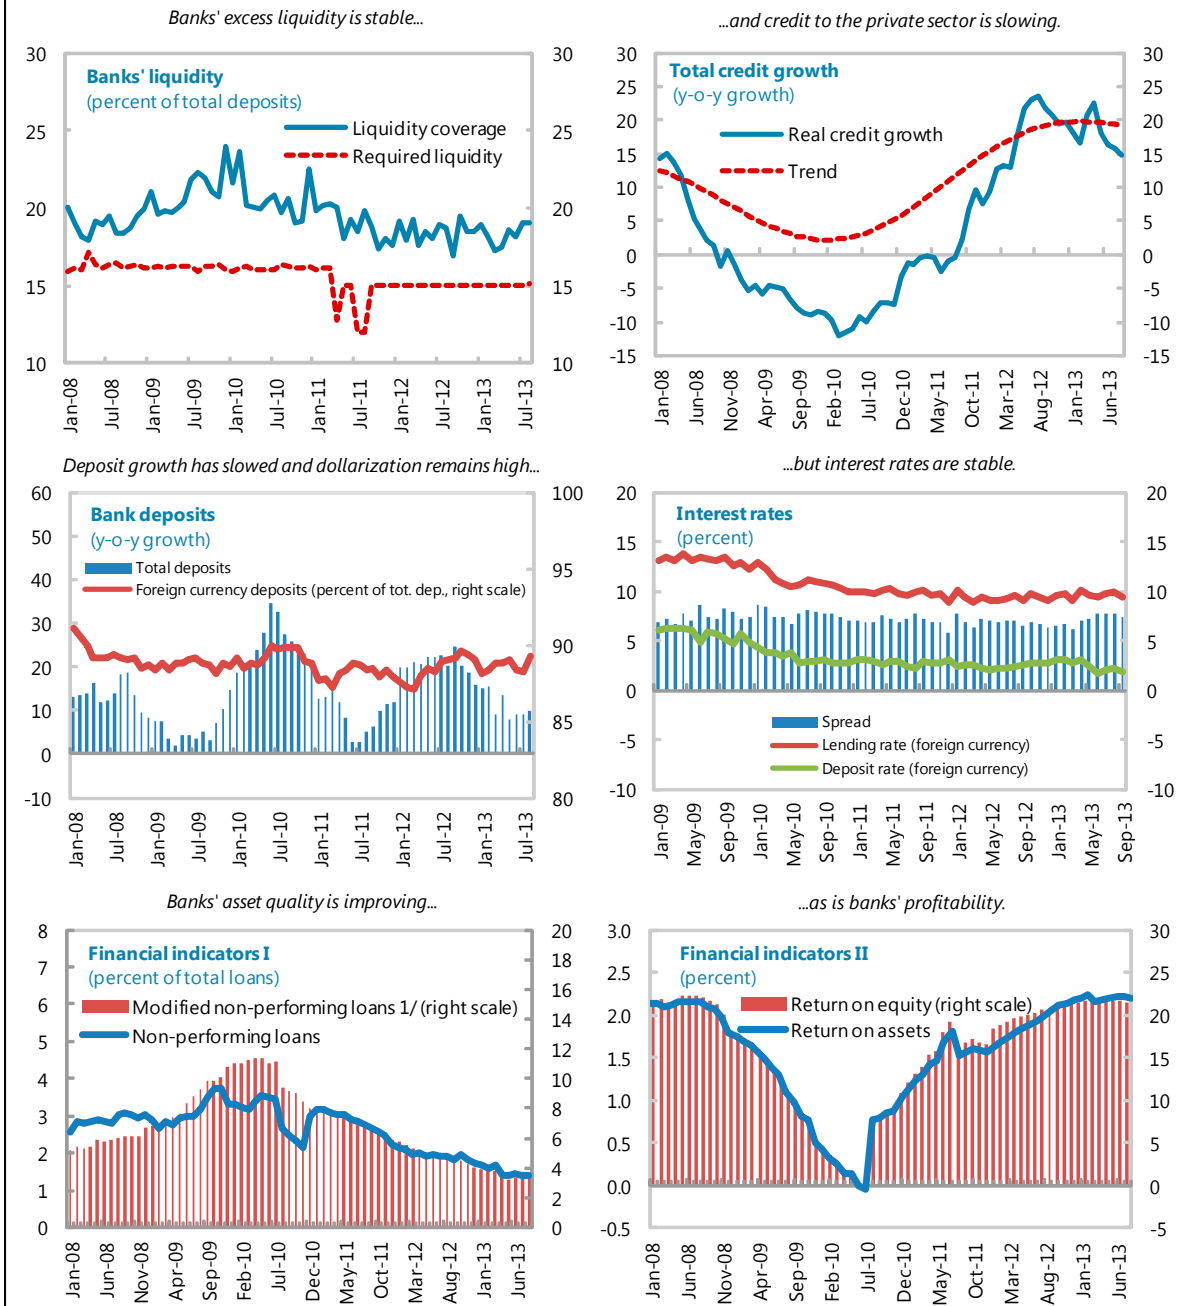 Banks' excess liquidity is stable...
30
25
20
15
10
Banks' liquidity
(percent of total deposits)
Liquidity coverage
Required liquidity
30
25
20
15
10
Jan-08
Jul-08
Jan-09
Jul-09
Jan-10
Jul-10
Jan-11
Jul-11
Jan-12
Jul-12
Jan-13
Jul-13
...and credit to the private sector is slowing.
30
25
20
15
10
5
0
-5
-10
-15
Total credit growth
(y-o-y growth)
Real credit growth
Trend
30
25
20
15
10
5
0
-5
-10
-15
Jan-08
Jun-08
Nov-08
Apr-09
Sep-09
Feb-10
Jul-10
Dec-10
May-11
Oct-11
Mar-12
Aug-12
Jan-13
Jun-13
Deposit growth has slowed and dollarization remains high...
60
50
40
30
20
10
0
-10
Bank deposits
(y-o-y growth)
Total deposits
Foreign currency deposits (percent of tot. dep., right scale)
100
95
90
85
80
Jan-08
Jul-08
Jan-09
Jul-09
Jan-10
Jul-10
Jan-11
Jul-11
Jan-12
Jul-12
Jan-13
Jul-13
...but interest rates are stable.
20
15
10
5
0
-5
-10
Interest rates
(percent)
Spread
Lending rate (foreign currency)
Deposit rate (foreign currency)
20
15
10
5
0
-5
-10
Jan-09
May-09
Sep-09
Jan-10
May-10
Sep-10
Jan-11
May-11
Sep-11
Jan-12
May-12
Sep-12
Jan-13
May-13
Sep-13
Banks' asset quality is improving...
8
7
6
5
4
3
2
1
0
Financial indicators I
(percent of total loans)
Modified non-performing loans 1/ (right scale)
Non-performing loans
20
18
16
14
12
10
8
6
4
2
0
Jan-08
Jun-08
Nov-08
Apr-09
Sep-09
Feb-10
Jul-10
Dec-10
May-11
Oct-11
Mar-12
Aug-12
Jan-13
Jun-13
...as is banks' profitability.
3.0
2.5
2.0
1.5
1.0
0.5
0.0
-0.5
Financial indicators II
(percent)
Return on equity (right scale)
Return on assets
30
25
20
15
10
5
0
-5
Jan-08
Jun-08
Nov-08
Apr-09
Sep-09
Feb-10
Jul-10
Dec-10
May-11
Oct-11
Mar-12
Aug-12
Jan-13
Jun-13